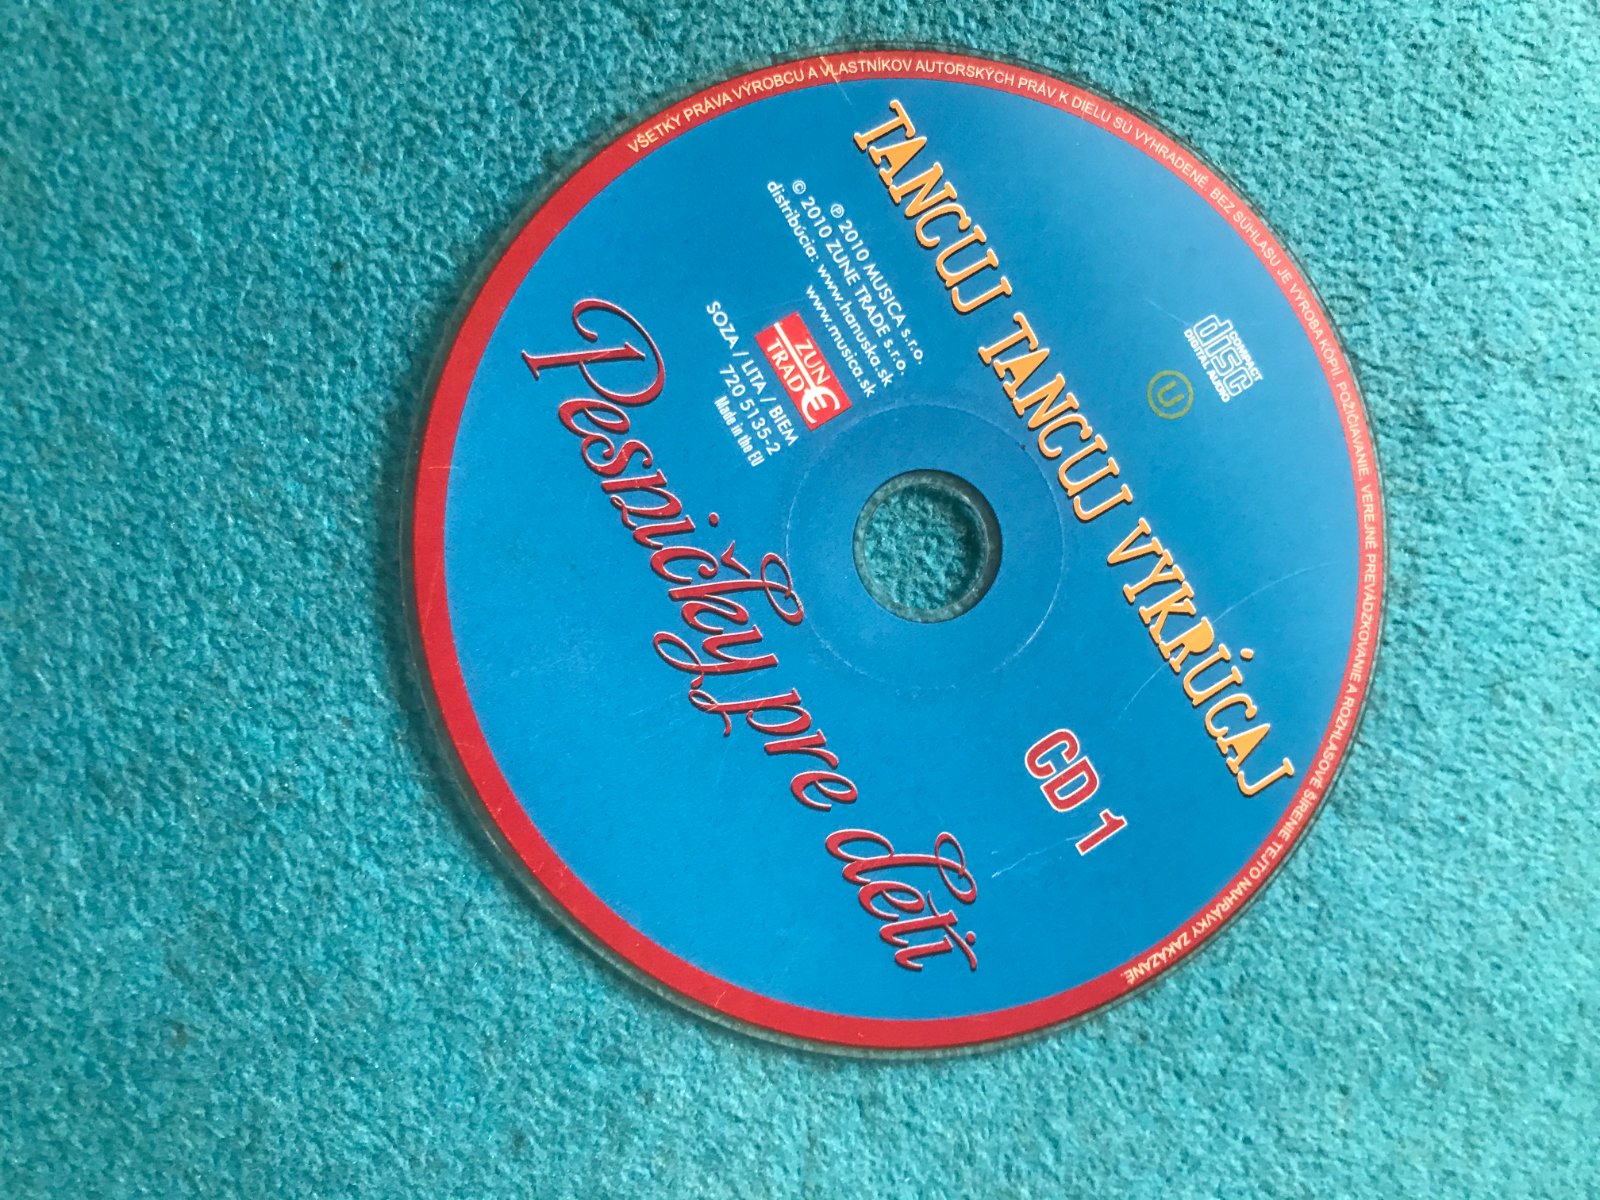 VŠETKY PRÁVA VÝROBCU A VLASTNÍKOV AUTORSKÝCH PRÁV K DIELU SÚ VYHRADENÉ. BEZ SÚHLASU JE VÝROBA KÓPIÍ, POŽIČIAVANIE, VEREJNÉ PREVÁDZKOVANIE A ROZHLASOVÉ ŠÍRENIE TEJTO NAHRÁVKY ZAKÁZANÉ.
TANCUJ TANCUJ VYKRÚCAJ
COMPACT
disc
DIGITAL AUDIO
U
CD 1
℗ 2010 MUSICA s.r.o.
© 2010 ZUNE TRADE s.r.o.
distribúcia: www.hanuska.sk
www.musica.sk
ZUN€
TRAD€
SOZA / LITA / BIEM
720 5135-2
Made in the EU
Pesničky pre deti